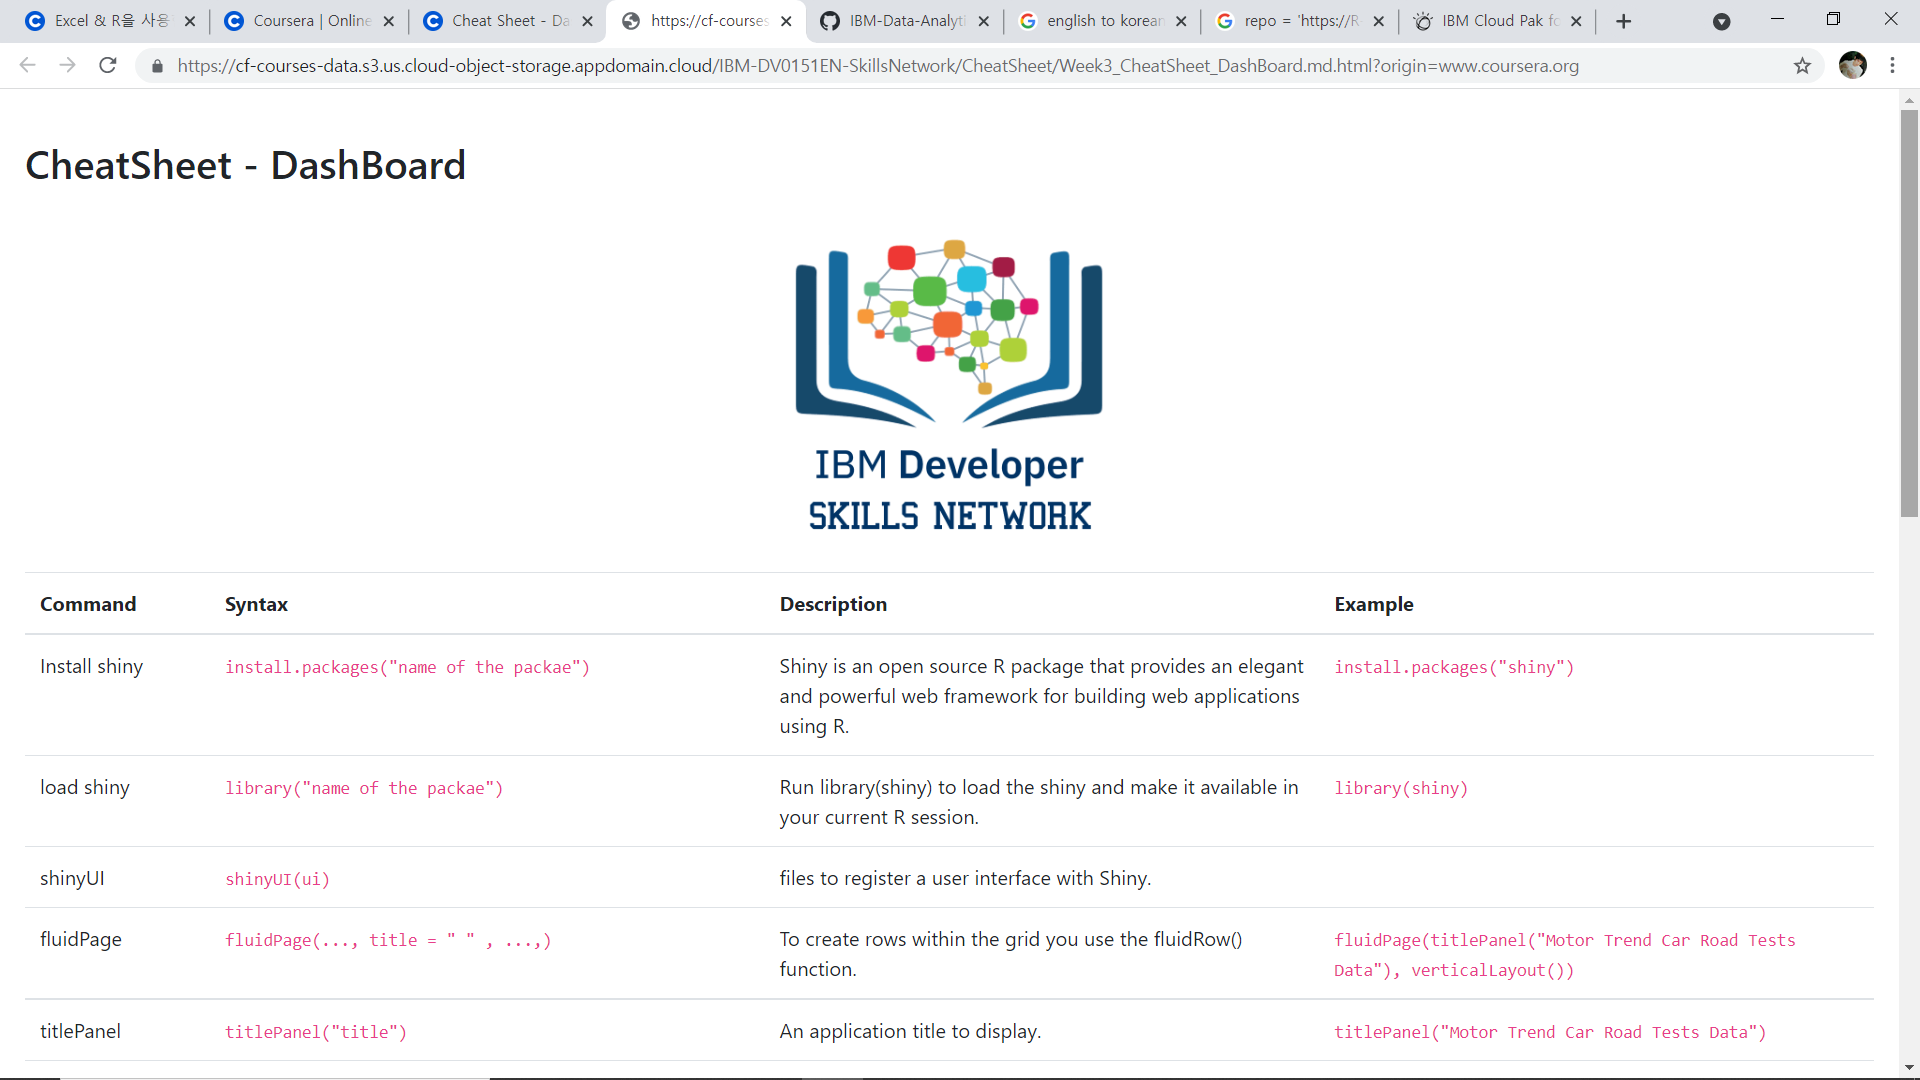 Excel & R을 사용
Coursera | Online
Cheat Sheet - Da
https://cf-courses
IBM-Data-Analyti
english to korean
repo = 'https://R-
IBM Cloud Pak fo
https://cf-courses-data.s3.us.cloud-object-storage.appdomain.cloud/IBM-DV0151EN-SkillsNetwork/CheatSheet/Week3_CheatSheet_DashBoard.md.html?origin=www.coursera.org
CheatSheet - DashBoard
IBM Developer
SKILLS NETWORK
Command Syntax Description Example
Install shiny install.packages("name of the packae") Shiny is an open source R package that provides an elegant install.packages("shiny")
and powerful web framework for building web applications
using R.
load shiny library("name of the packae") Run library(shiny) to load the shiny and make it available in library(shiny)
your current R session.
shinyUI shinyUI(ui) files to register a user interface with Shiny.
fluidPage fluidPage(..., title = " " , ...,) To create rows within the grid you use the fluidRow() fluidPage(titlePanel("Motor Trend Car Road Tests
function. Data"), verticalLayout())
titlePanel titlePanel("title") An application title to display. titlePanel("Motor Trend Car Road Tests Data")